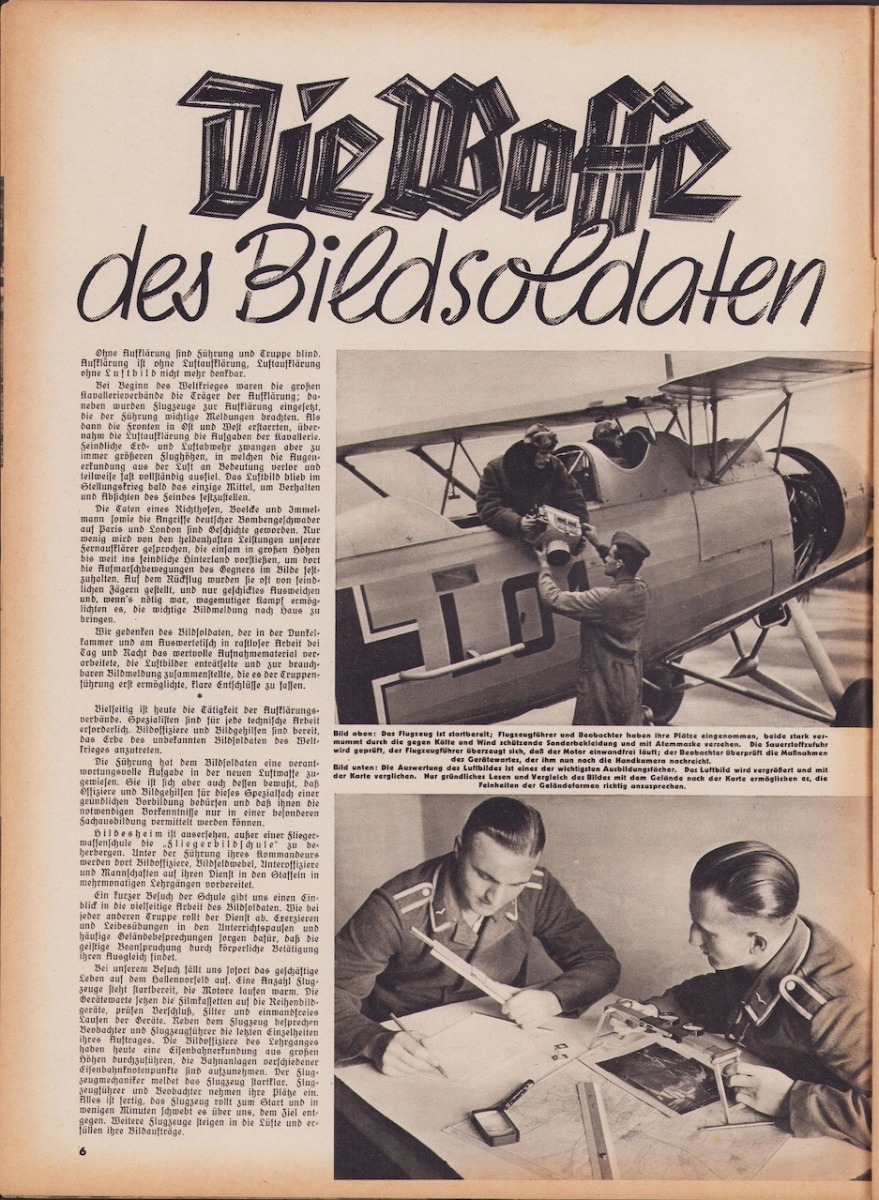 Die Waffe
des Bildsoldaten
Ohne Aufklärung sind Führung und Truppe blind.
Aufklärung ist ohne Luftaufklärung, Luftaufklärung
ohne Luftbild nicht mehr denkbar.
Bei Beginn des Weltkrieges waren die großen
Kavallerieverbände die Träger der Aufklärung; da-
neben wurden Flugzeuge zur Aufklärung eingesetzt,
die der Führung wichtige Meldungen brachten. Als
dann die Fronten in Ost und West erstarrten, über-
nahm die Luftaufklärung die Aufgaben der Kavallerie.
Feindliche Erd- und Luftabwehr zwangen aber zu
immer größeren Flughöhen, in welchen die Augen-
erkundung aus der Luft an Bedeutung verlor und
teilweise fast vollständig ausfiel. Das Luftbild blieb im
Stellungskrieg bald das einzige Mittel, um Verhalten
und Absichten des Feindes festzustellen.
Die Taten eines Richthofen, Boelcke und Immel-
mann sowie die Angriffe deutscher Bombengeschwader
auf Paris und London sind Geschichte geworden. Nur
wenig wird von den heldenhaften Leistungen unserer
Fernaufklärer gesprochen, die einsam in großen Höhen
bis weit ins feindliche Hinterland vorstießen, um dort
die Aufmarschbewegungen des Gegners im Bilde fest-
zuhalten. Auf dem Rückflug wurden sie oft von feind-
lichen Jägern gestellt, und nur geschicktes Ausweichen
und, wenn's nötig war, wagemutiger Kampf ermög-
lichten es, die wichtige Bildmeldung nach Haus zu
bringen.
Wir gedenken des Bildsoldaten, der in der Dunkel-
kammer und am Auswertetisch in rastloser Arbeit bei
Tag und Nacht das wertvolle Aufnahmematerial ver-
arbeitete, die Luftbilder enträtselte und zur brauch-
baren Bildmeldung zusammenstellte, die es der Truppen-
führung erst ermöglichte, klare Entschlüsse zu fassen.
*
Vielseitig ist heute die Tätigkeit der Aufklärungs-
verbände. Spezialisten sind für jede technische Arbeit
erforderlich. Bildoffiziere und Bildgehilfen sind bereit,
das Erbe des unbekannten Bildsoldaten des Welt-
krieges anzutreten.
Die Führung hat dem Bildsoldaten eine verant-
wortungsvolle Aufgabe in der neuen Luftwaffe zu-
gewiesen. Sie ist sich aber auch dessen bewußt, daß
Offiziere und Bildgehilfen für dieses Spezialfach einer
gründlichen Vorbildung bedürfen und daß ihnen die
notwendigen Vorkenntnisse nur in einer besonderen
Fachausbildung vermittelt werden können.
Hildesheim ist ausersehen, außer einer Flieger-
waffenschule die „Fliegerbildschule" zu be-
herbergen. Unter der Führung ihres Kommandeurs
werden dort Bildoffiziere, Bildfeldwebel, Unteroffiziere
und Mannschaften auf ihren Dienst in den Staffeln in
mehrmonatigen Lehrgängen vorbereitet.
Ein kurzer Besuch der Schule gibt uns einen Ein-
blick in die vielseitige Arbeit des Bildsoldaten. Wie bei
jeder anderen Truppe rollt der Dienst ab. Exerzieren
und Leibesübungen in den Unterrichtspausen und
häufige Geländebesprechungen sorgen dafür, daß die
geistige Beanspruchung durch körperliche Betätigung
ihren Ausgleich findet.
Bei unserem Besuch fällt uns sofort das geschäftige
Leben auf dem Hallenvorfeld auf. Eine Anzahl Flug-
zeuge steht startbereit, die Motore laufen warm. Die
Gerätewarte setzen die Filmkassetten auf die Reihenbild-
geräte, prüfen Verschluß, Filter und einwandfreies
Laufen der Geräte. Neben dem Flugzeug besprechen
Beobachter und Flugzeugführer die letzten Einzelheiten
ihres Auftrages. Die Bildoffiziere des Lehrganges
haben heute eine Eisenbahnerkundung aus großen
Höhen durchzuführen, die Bahnanlagen verschiedener
Eisenbahnknotenpunkte sind aufzunehmen. Der Flug-
zeugmechaniker meldet das Flugzeug startklar. Flug-
zeugführer und Beobachter nehmen ihre Plätze ein.
Alles ist fertig, das Flugzeug rollt zum Start und in
wenigen Minuten schwebt es über uns, dem Ziel ent-
gegen. Weitere Flugzeuge steigen in die Lüfte und er-
füllen ihre Bildaufträge.
Bild oben: Das Flugzeug ist startbereit; Flugzeugführer und Beobachter haben ihre Plätze eingenommen, beide stark ver-
mummt durch die gegen Kälte und Wind schützende Sonderbekleidung und mit Atemmaske versehen. Die Sauerstoffzufuhr
wird geprüft, der Flugzeugführer überzeugt sich, daß der Motor einwandfrei läuft; der Beobachter überprüft die Maßnahmen
des Gerätewartes, der ihm nun noch die Handkamera nachreicht.
Bild unten: Die Auswertung des Luftbildes ist eines der wichtigsten Ausbildungsfächer. Das Luftbild wird vergrößert und mit
der Karte verglichen. Nur gründliches Lesen und Vergleich des Bildes mit dem Gelände nach der Karte ermöglichen es, die
Feinheiten der Geländeformen richtig anzusprechen.
6